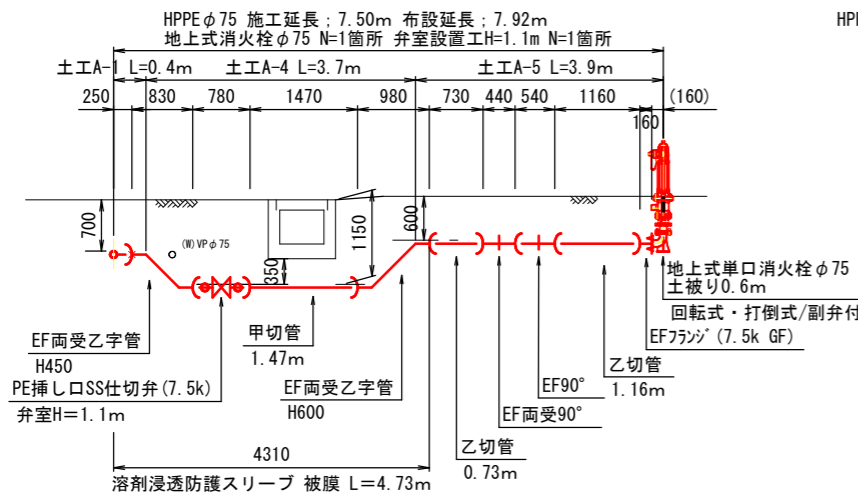 HPPEφ75 施工延長；7.50m 布設延長；7.92m
HPP
地上式消火栓φ75 N=1箇所 弁室設置工H=1.1m N=1箇所
土工A-1 L=0.4m
土工A-4 L=3.7m
土工A-5 L=3.9m
250
830
780
1470
980
730
440
540
1160
160
(160)
700
(W)VPφ75
350
1150
600
地上式単口消火栓φ75
土被り0.6m
回転式・打倒式/副弁付
EFフランジ(7.5k GF)
EF両受乙字管
H450
甲切管
1.47m
乙切管
1.16m
PE挿し口SS仕切弁(7.5k)
弁室H＝1.1m
EF両受乙字管
H600
EF90°
EF両受90°
乙切管
0.73m
4310
溶剤浸透防護スリーブ 被膜 L＝4.73m